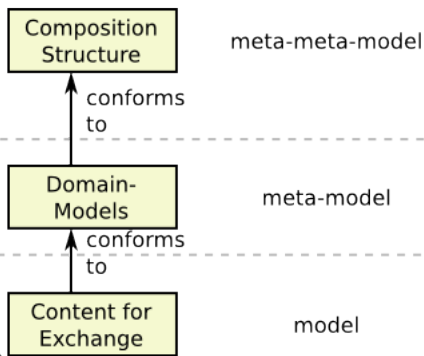 Composition
Structure
meta-meta-model
conforms
to
Domain-
Models
meta-model
conforms
to
Content for
Exchange
model